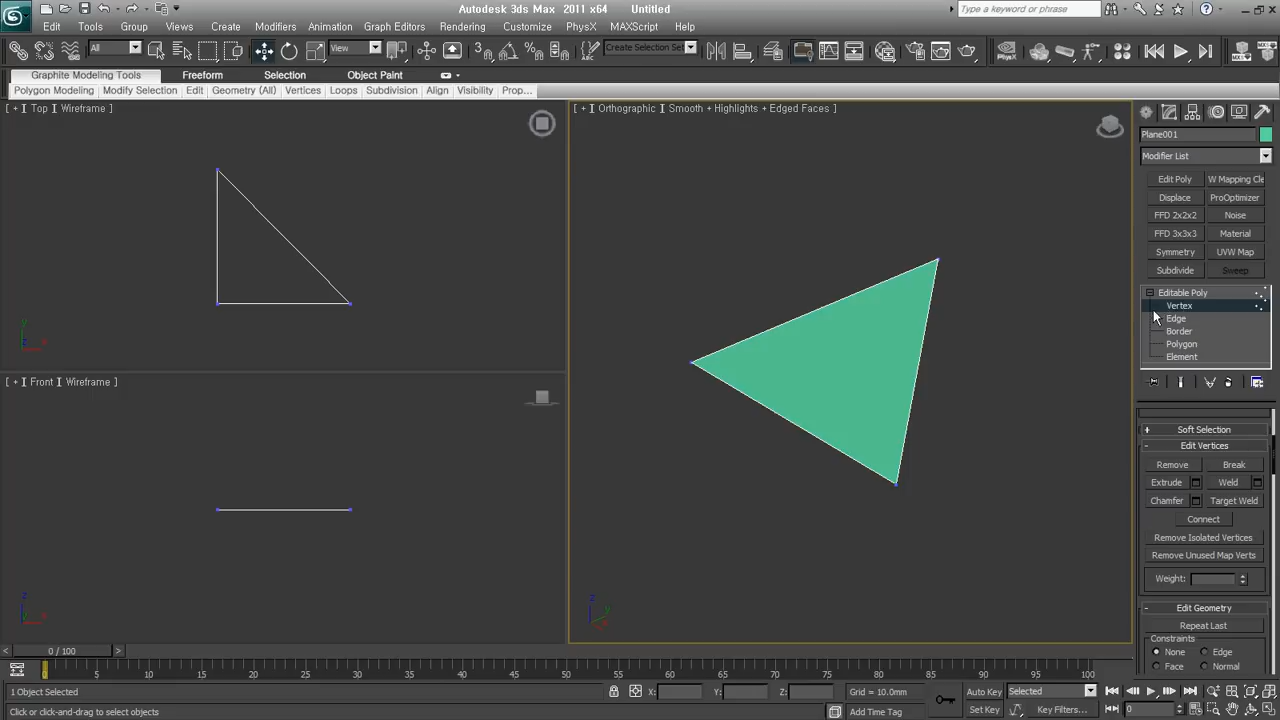 Autodesk 3ds Max 2011 x64 Untitled
Type a keyword or phrase
Edit Tools Group Views Create Modifiers Animation Graph Editors Rendering Customize PhysX MAXScript Help
All View 3 Create Selection Set
Graphite Modeling Tools Freeform Selection Object Paint
Polygon Modeling Modify Selection Edit Geometry (All) Vertices Loops Subdivision Align Visibility Prop...
[ + ] Top ] Wireframe ]
[ + ] Orthographic ] Smooth + Highlights + Edged Faces ]
[ + ] Front ] Wireframe ]
Plane001
Modifier List
Edit Poly W Mapping Cle
Displace ProOptimizer
FFD 2x2x2 Noise
FFD 3x3x3 Material
Symmetry UVW Map
Subdivide Sweep
Editable Poly
Vertex
Edge
Border
Polygon
Element
+ Soft Selection
- Edit Vertices
Remove Break
Extrude Weld
Chamfer Target Weld
Connect
Remove Isolated Vertices
Remove Unused Map Verts
Weight:
- Edit Geometry
Repeat Last
Constraints
None Edge
Face Normal
< 0 / 100 >
0 5 10 15 20 25 30 35 40 45 50 55 60 65 70 75 80 85 90 95 100
1 Object Selected X: Y: Z: Grid = 10.0mm Auto Key Selected
Click or click-and-drag to select objects Add Time Tag Set Key Key Filters... 0